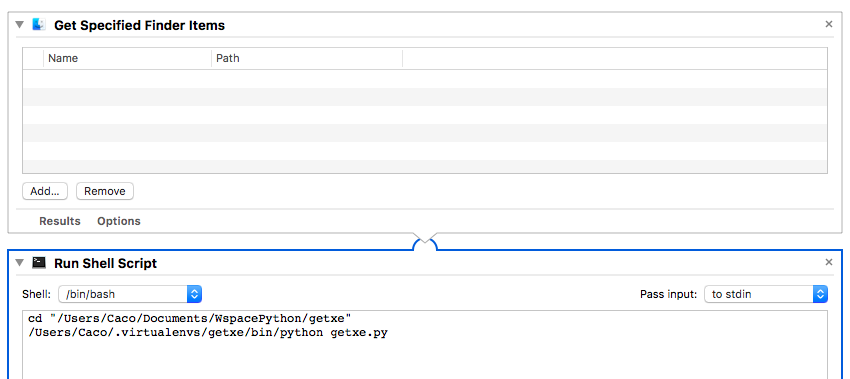 Get Specified Finder Items
Name Path
Add... Remove
Results Options
Run Shell Script
Shell: /bin/bash Pass input: to stdin
cd "/Users/Caco/Documents/WspacePython/getxe"
/Users/Caco/.virtualenvs/getxe/bin/python getxe.py